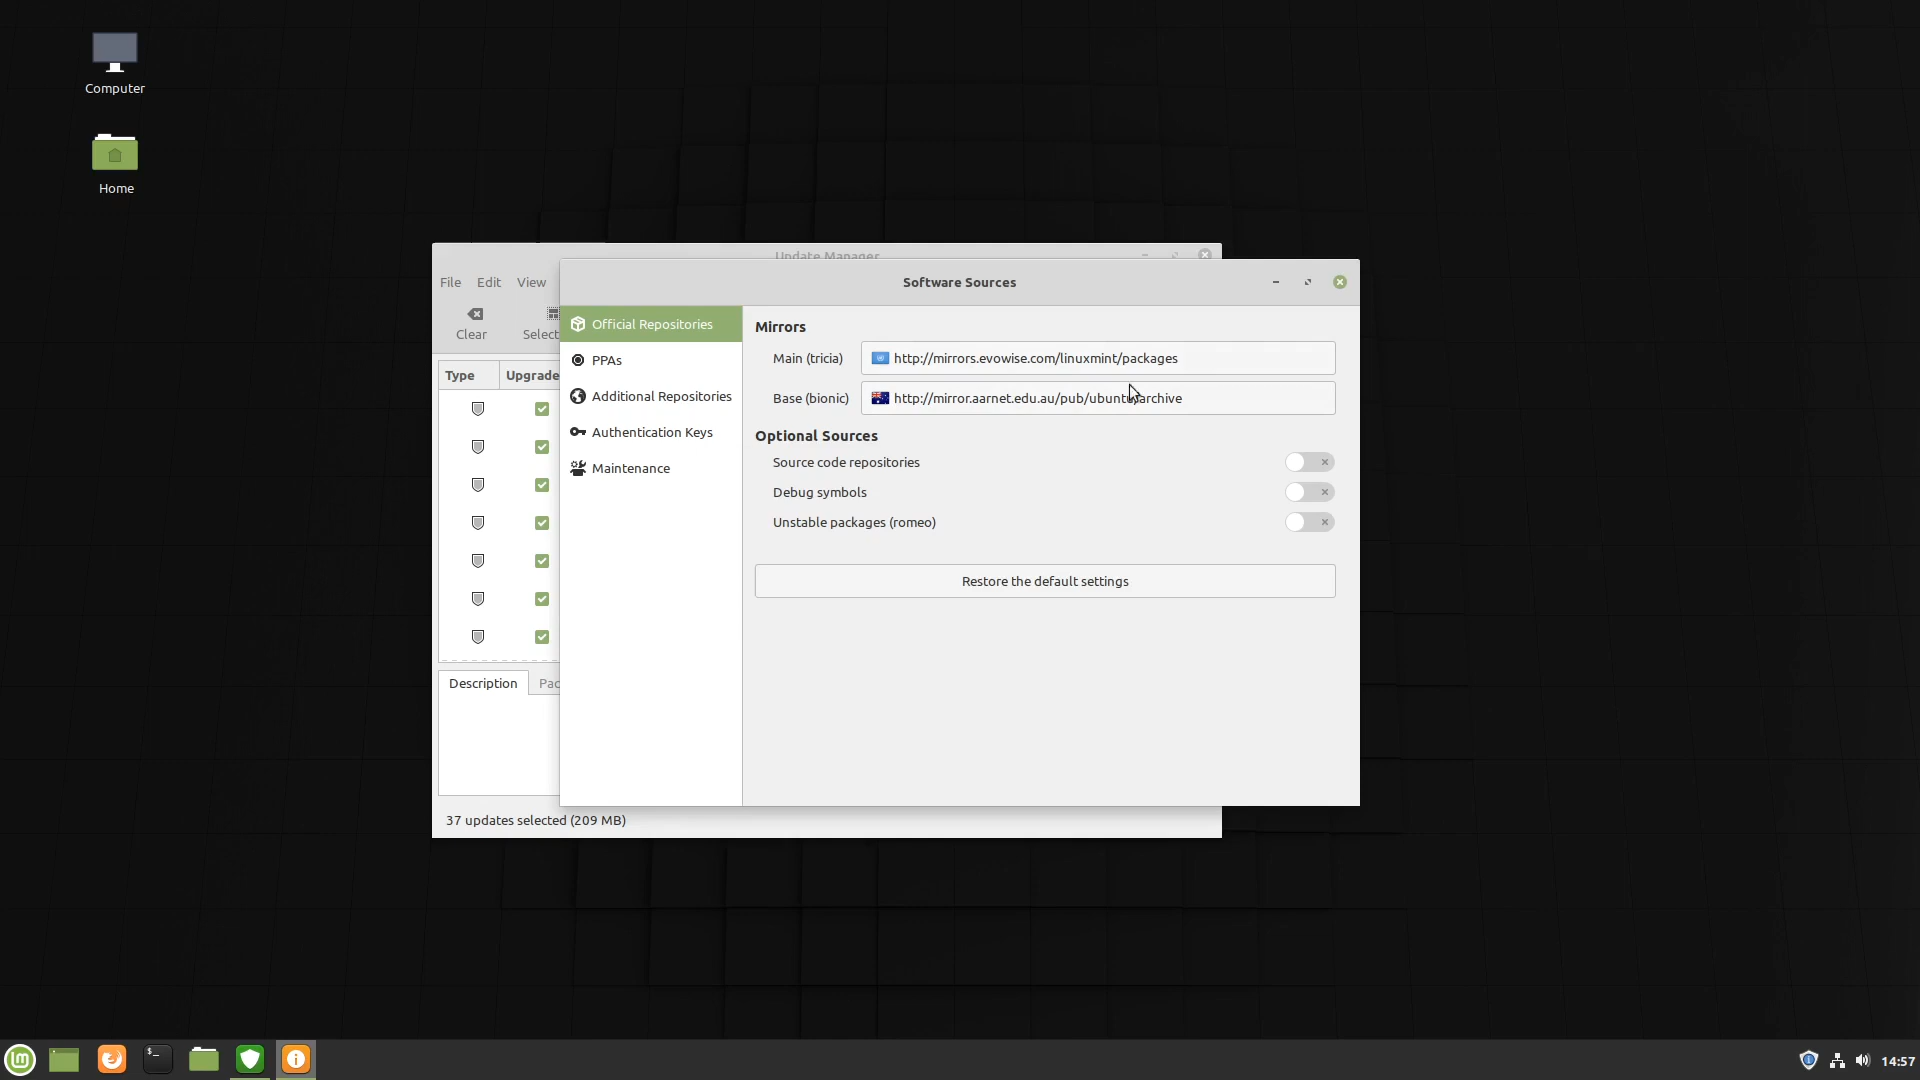 Computer
Home
Update Manager
File Edit View
Clear
Select
Type Upgrade
Description Pac
37 updates selected (209 MB)
Software Sources
Official Repositories
PPAs
Additional Repositories
Authentication Keys
Maintenance
Mirrors
Main (tricia) http://mirrors.evowise.com/linuxmint/packages
Base (bionic) http://mirror.aarnet.edu.au/pub/ubuntu/archive
Optional Sources
Source code repositories
Debug symbols
Unstable packages (romeo)
Restore the default settings
14:57